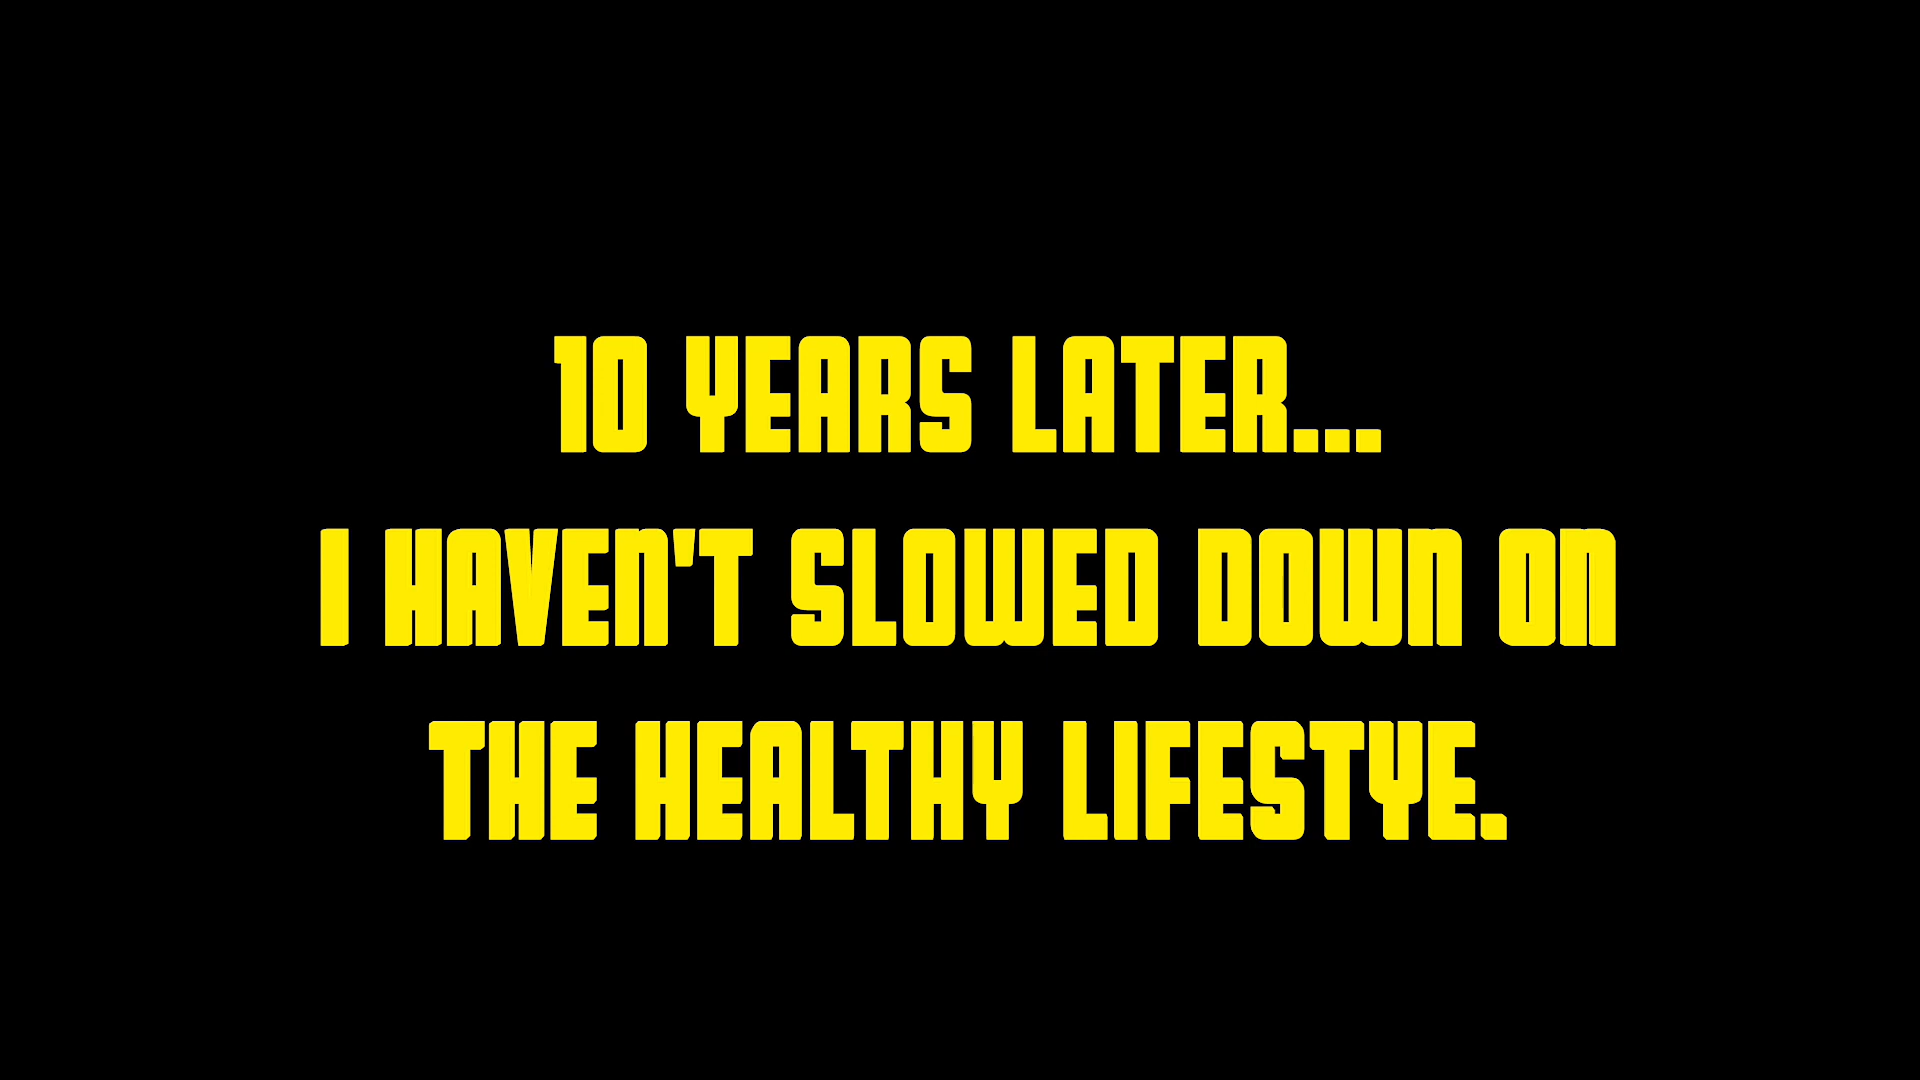 10 YEARS LATER...
I HAVEN'T SLOWED DOWN ON
THE HEALTHY LIFESTYE.